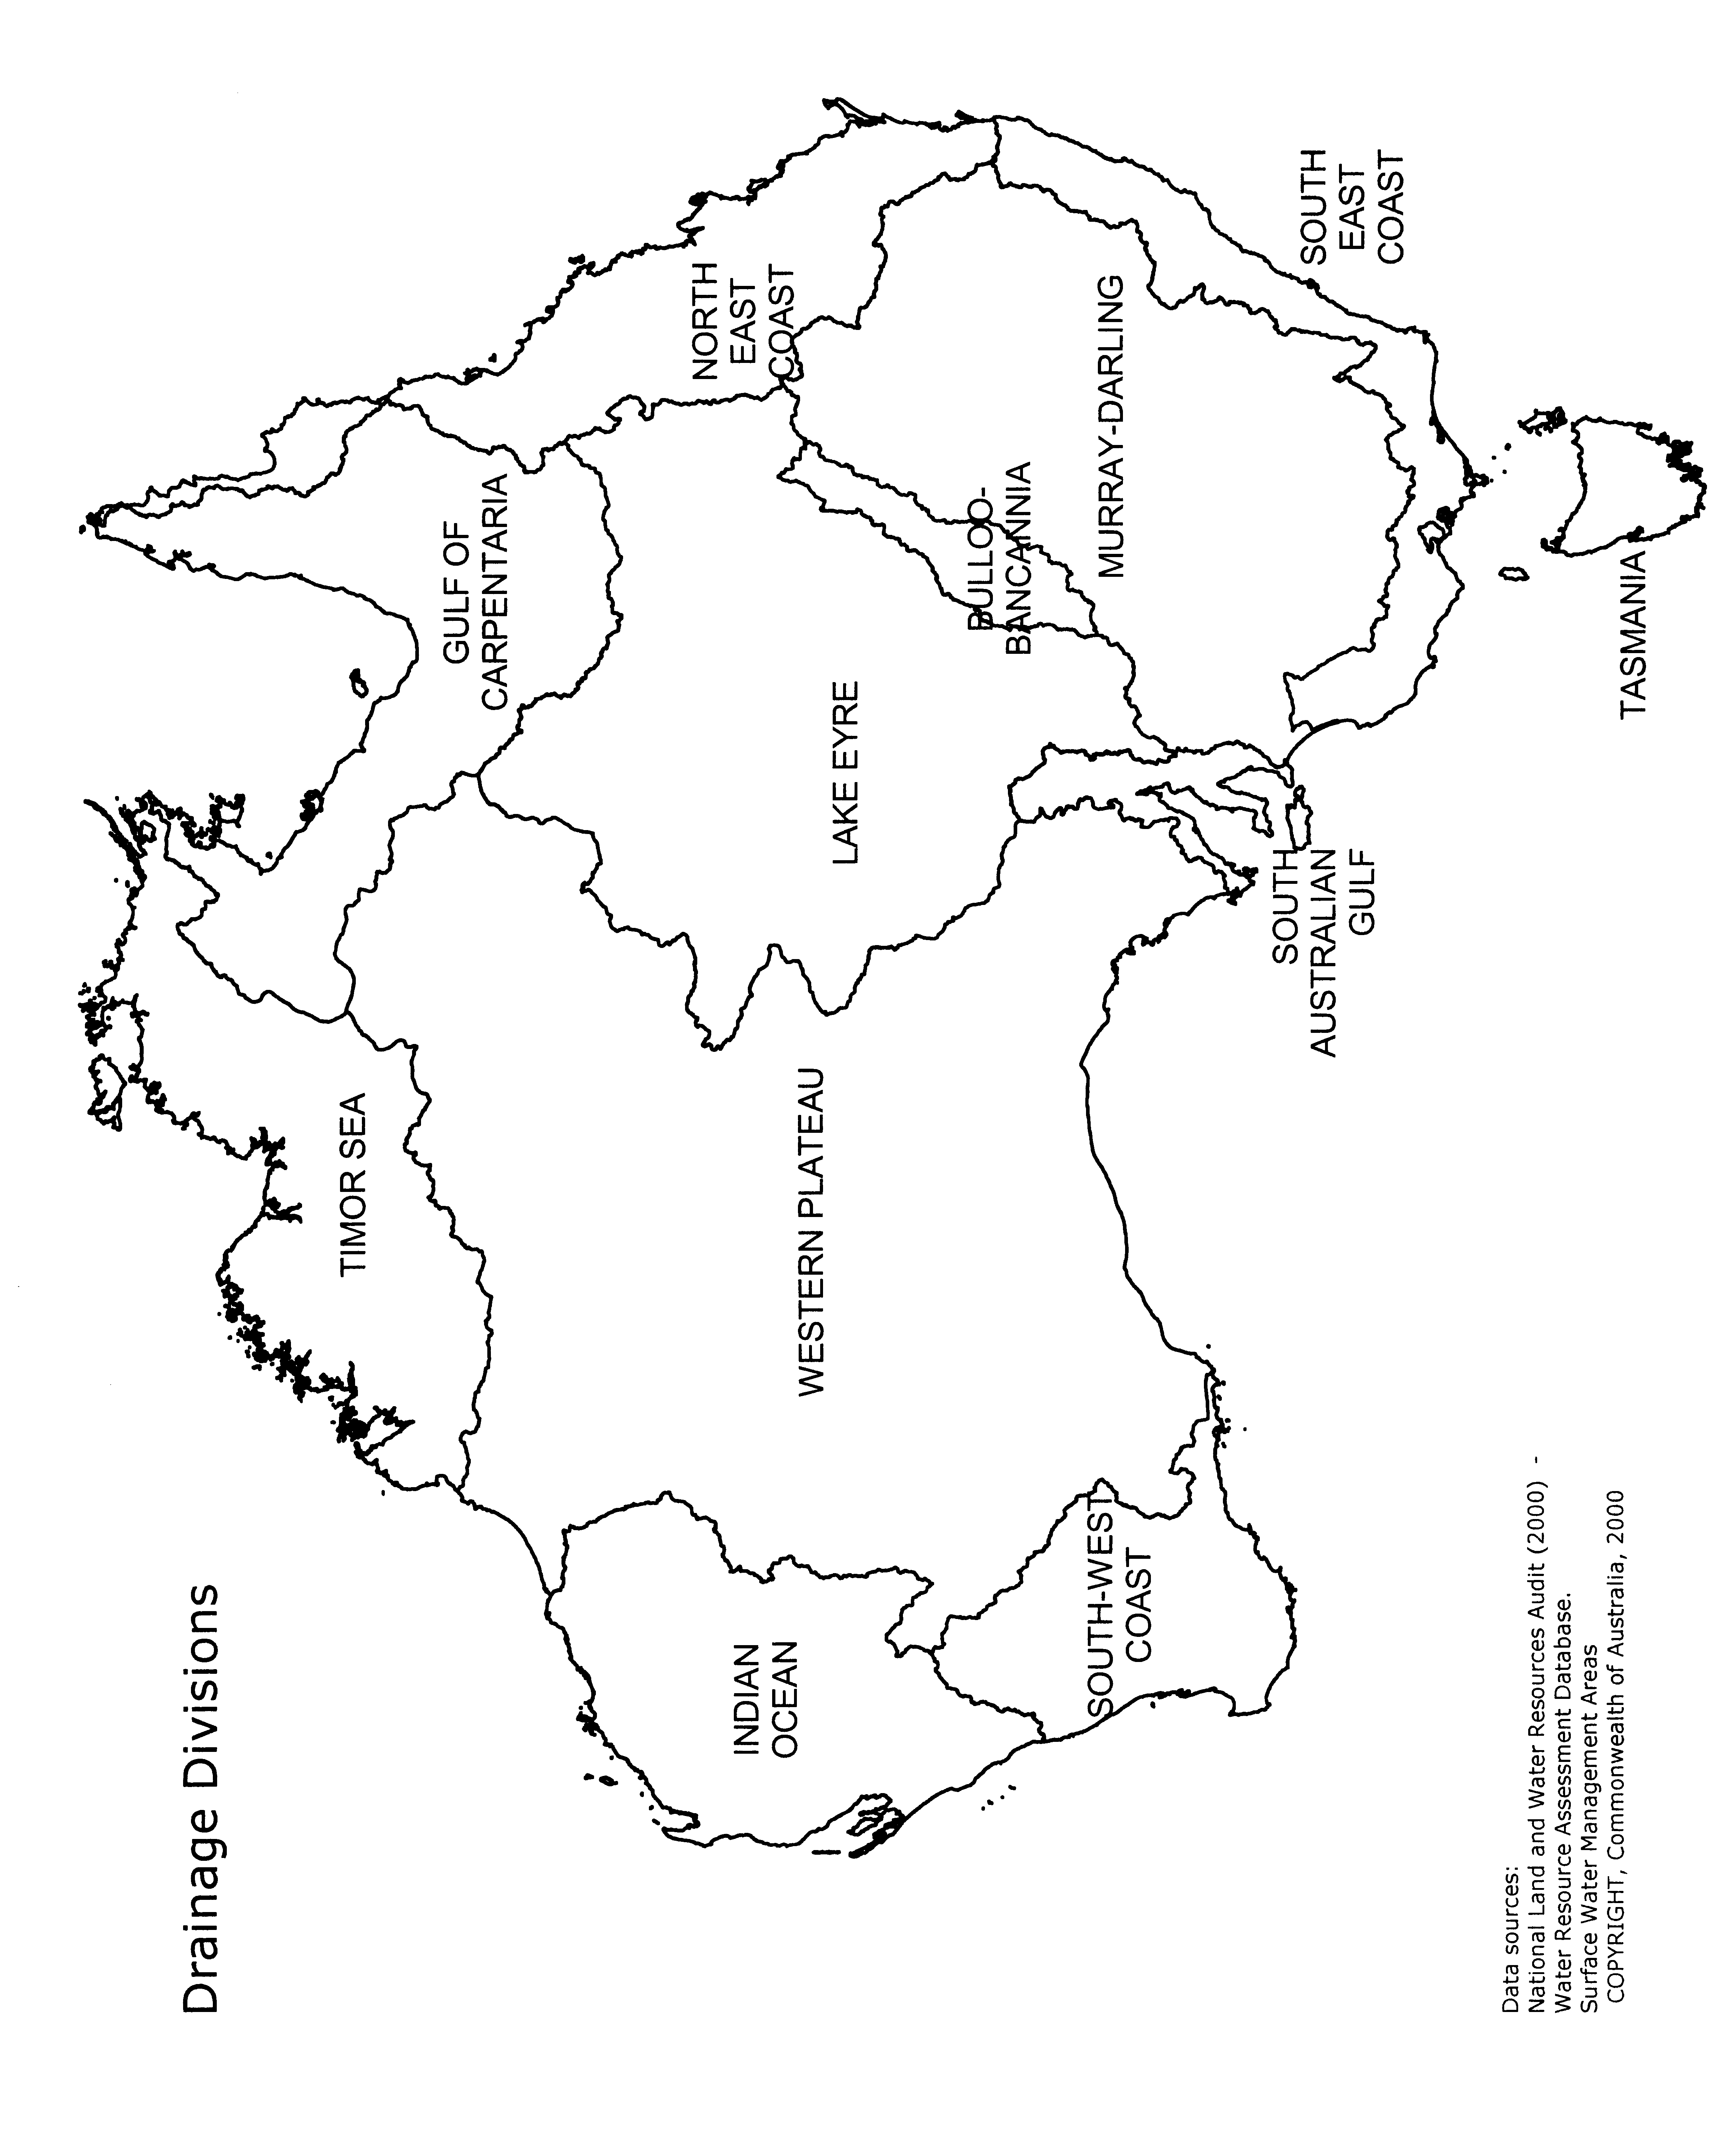 Drainage Divisions
TIMOR SEA
GULF OF
CARPENTARIA
NORTH
EAST
COAST
INDIAN
OCEAN
WESTERN PLATEAU
LAKE EYRE
BULLOO-
BANCANNIA
MURRAY-DARLING
SOUTH-WEST
COAST
SOUTH
AUSTRALIAN
GULF
SOUTH
EAST
COAST
TASMANIA
Data sources:
National Land and Water Resources Audit (2000) -
Water Resource Assessment Database.
Surface Water Management Areas
COPYRIGHT, Commonwealth of Australia, 2000